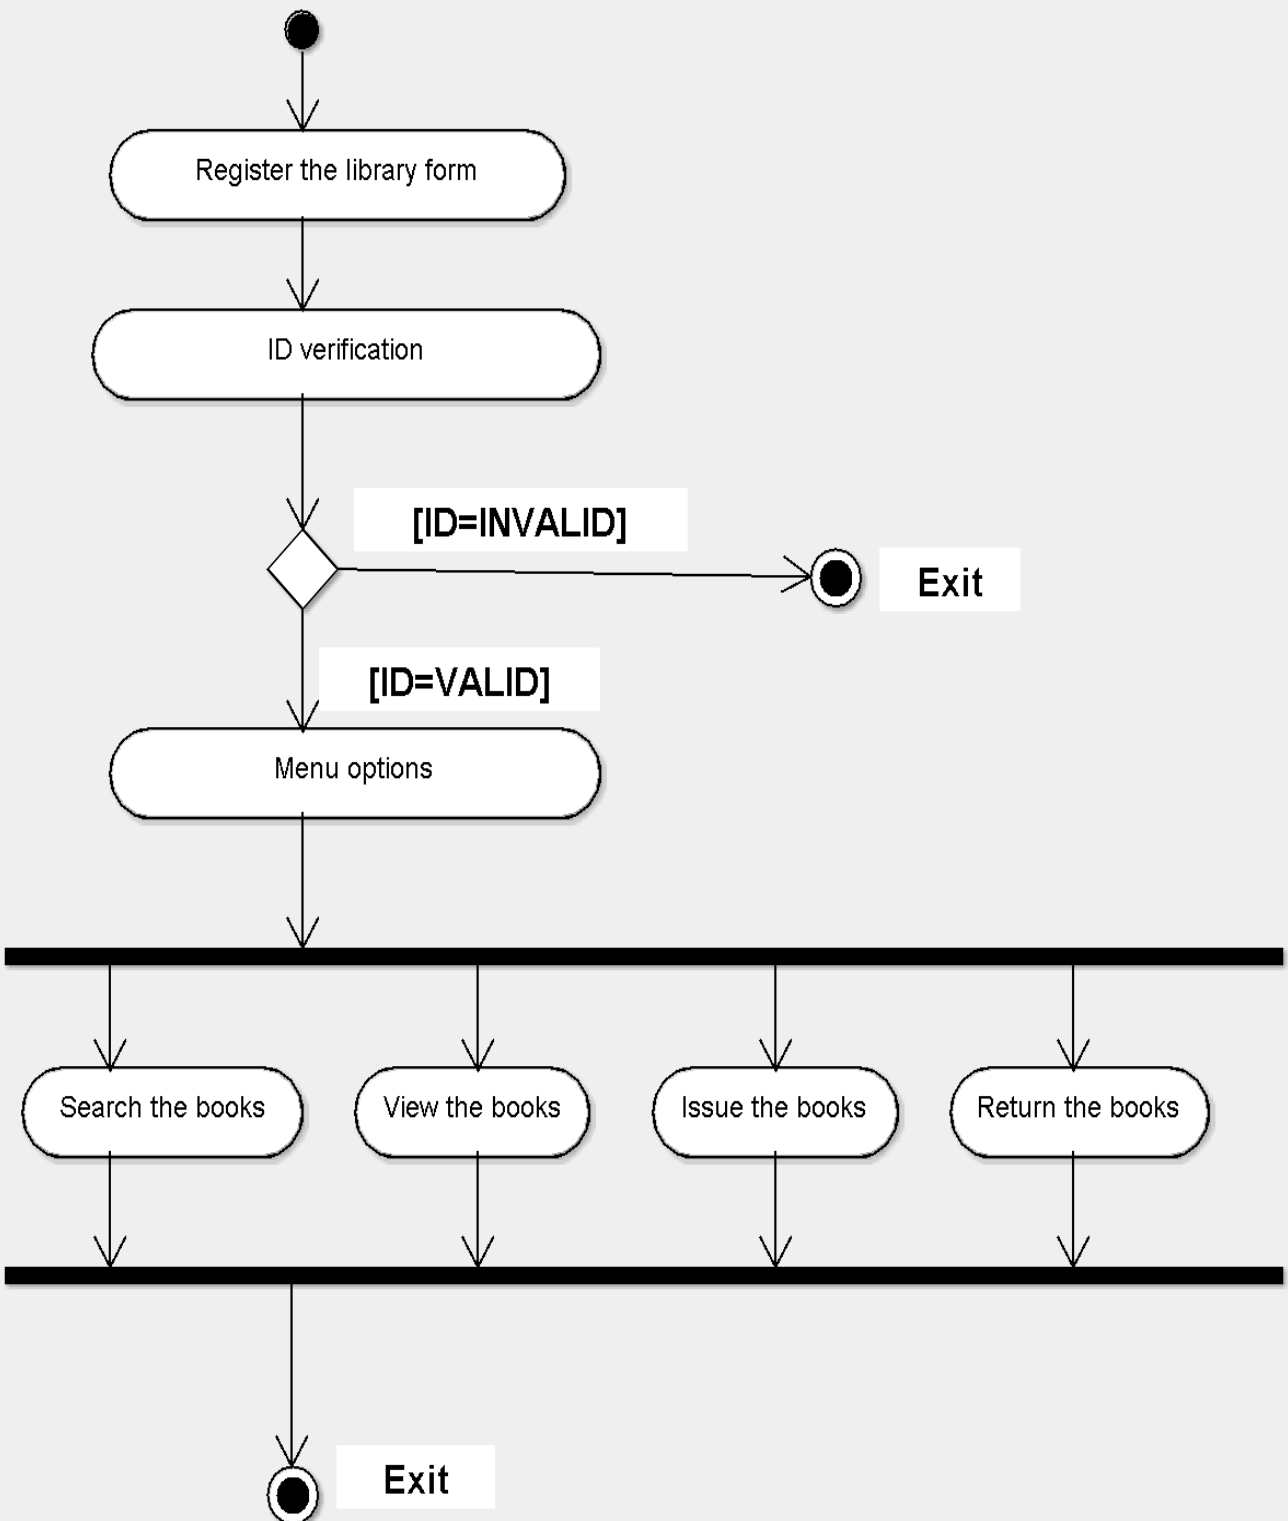 Register the library form
ID verification
[ID=INVALID]
Exit
[ID=VALID]
Menu options
Search the books
View the books
Issue the books
Return the books
Exit